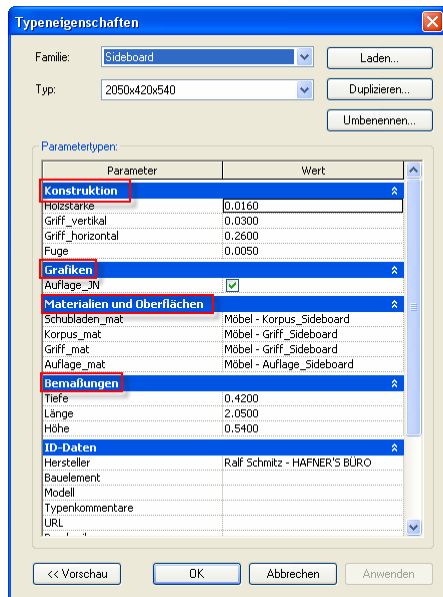 Typeneigenschaften
Familie: Sideboard Laden...
Typ: 2050x420x540 Duplizieren...
Umbenennen...
Parametertypen:
Parameter Wert
Konstruktion
Holzstärke 0.0160
Griff_vertikal 0.0300
Griff_horizontal 0.2600
Fuge 0.0050
Grafiken
Auflage_JN
Materialien und Oberflächen
Schubladen_mat Möbel - Korpus_Sideboard
Korpus_mat Möbel - Griff_Sideboard
Griff_mat Möbel - Griff_Sideboard
Auflage_mat Möbel - Auflage_Sideboard
Bemaßungen
Tiefe 0.4200
Länge 2.0500
Höhe 0.5400
ID-Daten
Hersteller Ralf Schmitz - HAFNER'S BÜRO
Bauelement
Modell
Typenkommentare
URL
<< Vorschau OK Abbrechen Anwenden